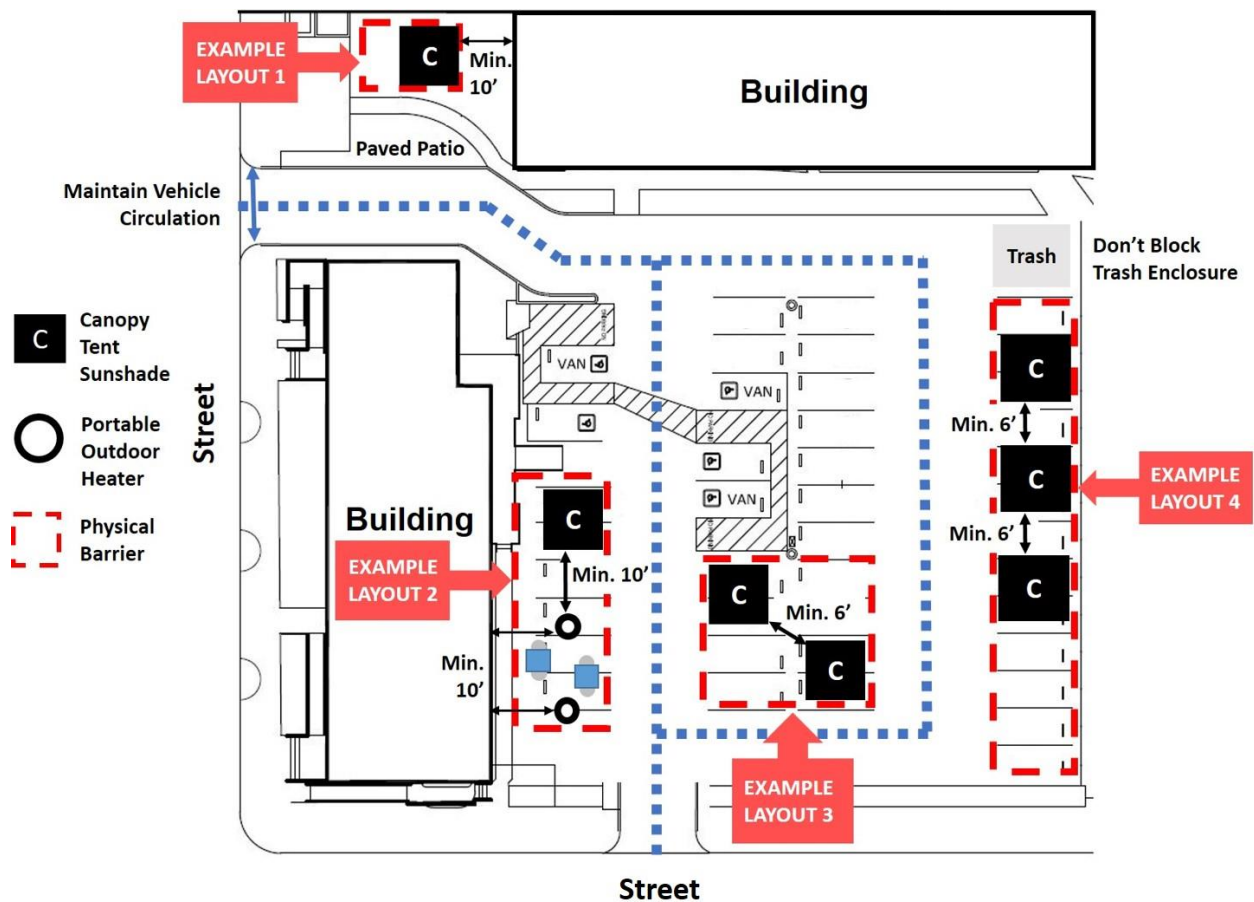 EXAMPLE
LAYOUT 1
C
Min.
10’
Building
Paved Patio
Maintain Vehicle
Circulation
Trash
Don’t Block
Trash Enclosure
C
Canopy
Tent
Sunshade
Portable
Outdoor
Heater
Physical
Barrier
Street
Building
VAN
VAN
VAN
EXAMPLE
LAYOUT 2
C
Min. 10’
Min.
10’
C
Min. 6’
C
EXAMPLE
LAYOUT 3
C
Min. 6’
C
Min. 6’
C
EXAMPLE
LAYOUT 4
Street